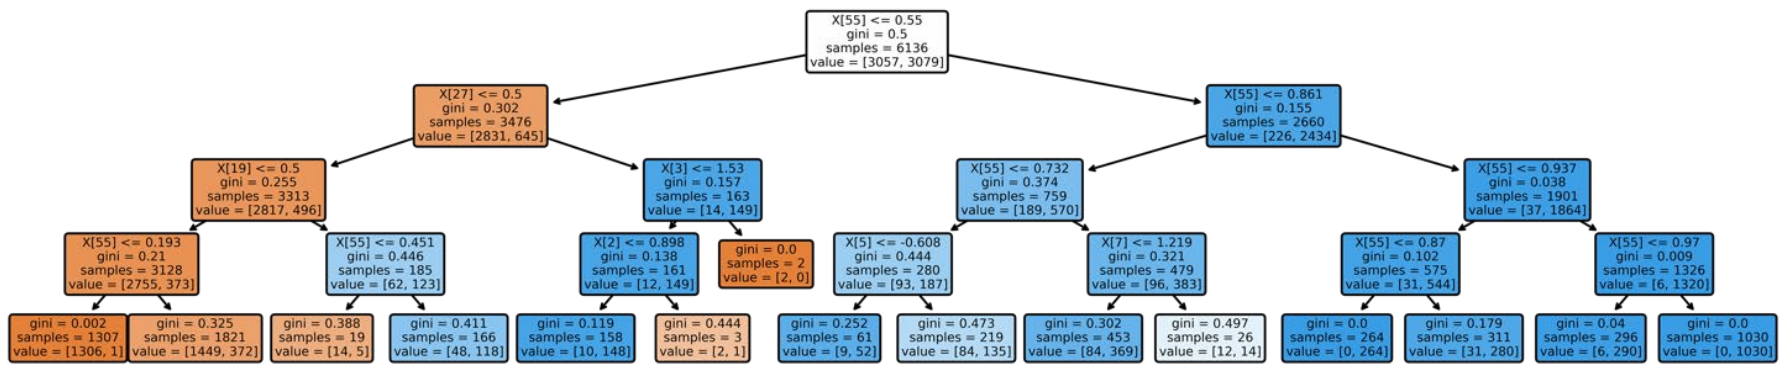 X[55] <= 0.55
gini = 0.5
samples = 6136
value = [3057, 3079]
X[27] <= 0.5
gini = 0.302
samples = 3476
value = [2831, 645]
X[55] <= 0.861
gini = 0.155
samples = 2660
value = [226, 2434]
X[19] <= 0.5
gini = 0.255
samples = 3313
value = [2817, 496]
X[3] <= 1.53
gini = 0.157
samples = 163
value = [14, 149]
X[55] <= 0.732
gini = 0.374
samples = 759
value = [189, 570]
X[55] <= 0.937
gini = 0.038
samples = 1901
value = [37, 1864]
X[55] <= 0.193
gini = 0.21
samples = 3128
value = [2755, 373]
X[55] <= 0.451
gini = 0.446
samples = 185
value = [62, 123]
X[2] <= 0.898
gini = 0.138
samples = 161
value = [12, 149]
gini = 0.0
samples = 2
value = [2, 0]
X[5] <= -0.608
gini = 0.444
samples = 280
value = [93, 187]
X[7] <= 1.219
gini = 0.321
samples = 479
value = [96, 383]
X[55] <= 0.87
gini = 0.102
samples = 575
value = [31, 544]
X[55] <= 0.97
gini = 0.009
samples = 1326
value = [6, 1320]
gini = 0.002
samples = 1307
value = [1306, 1]
gini = 0.325
samples = 1821
value = [1449, 372]
gini = 0.388
samples = 19
value = [14, 5]
gini = 0.411
samples = 166
value = [48, 118]
gini = 0.119
samples = 158
value = [10, 148]
gini = 0.444
samples = 3
value = [2, 1]
gini = 0.252
samples = 61
value = [9, 52]
gini = 0.473
samples = 219
value = [84, 135]
gini = 0.302
samples = 453
value = [84, 369]
gini = 0.497
samples = 26
value = [12, 14]
gini = 0.0
samples = 264
value = [0, 264]
gini = 0.179
samples = 311
value = [31, 280]
gini = 0.04
samples = 296
value = [6, 290]
gini = 0.0
samples = 1030
value = [0, 1030]